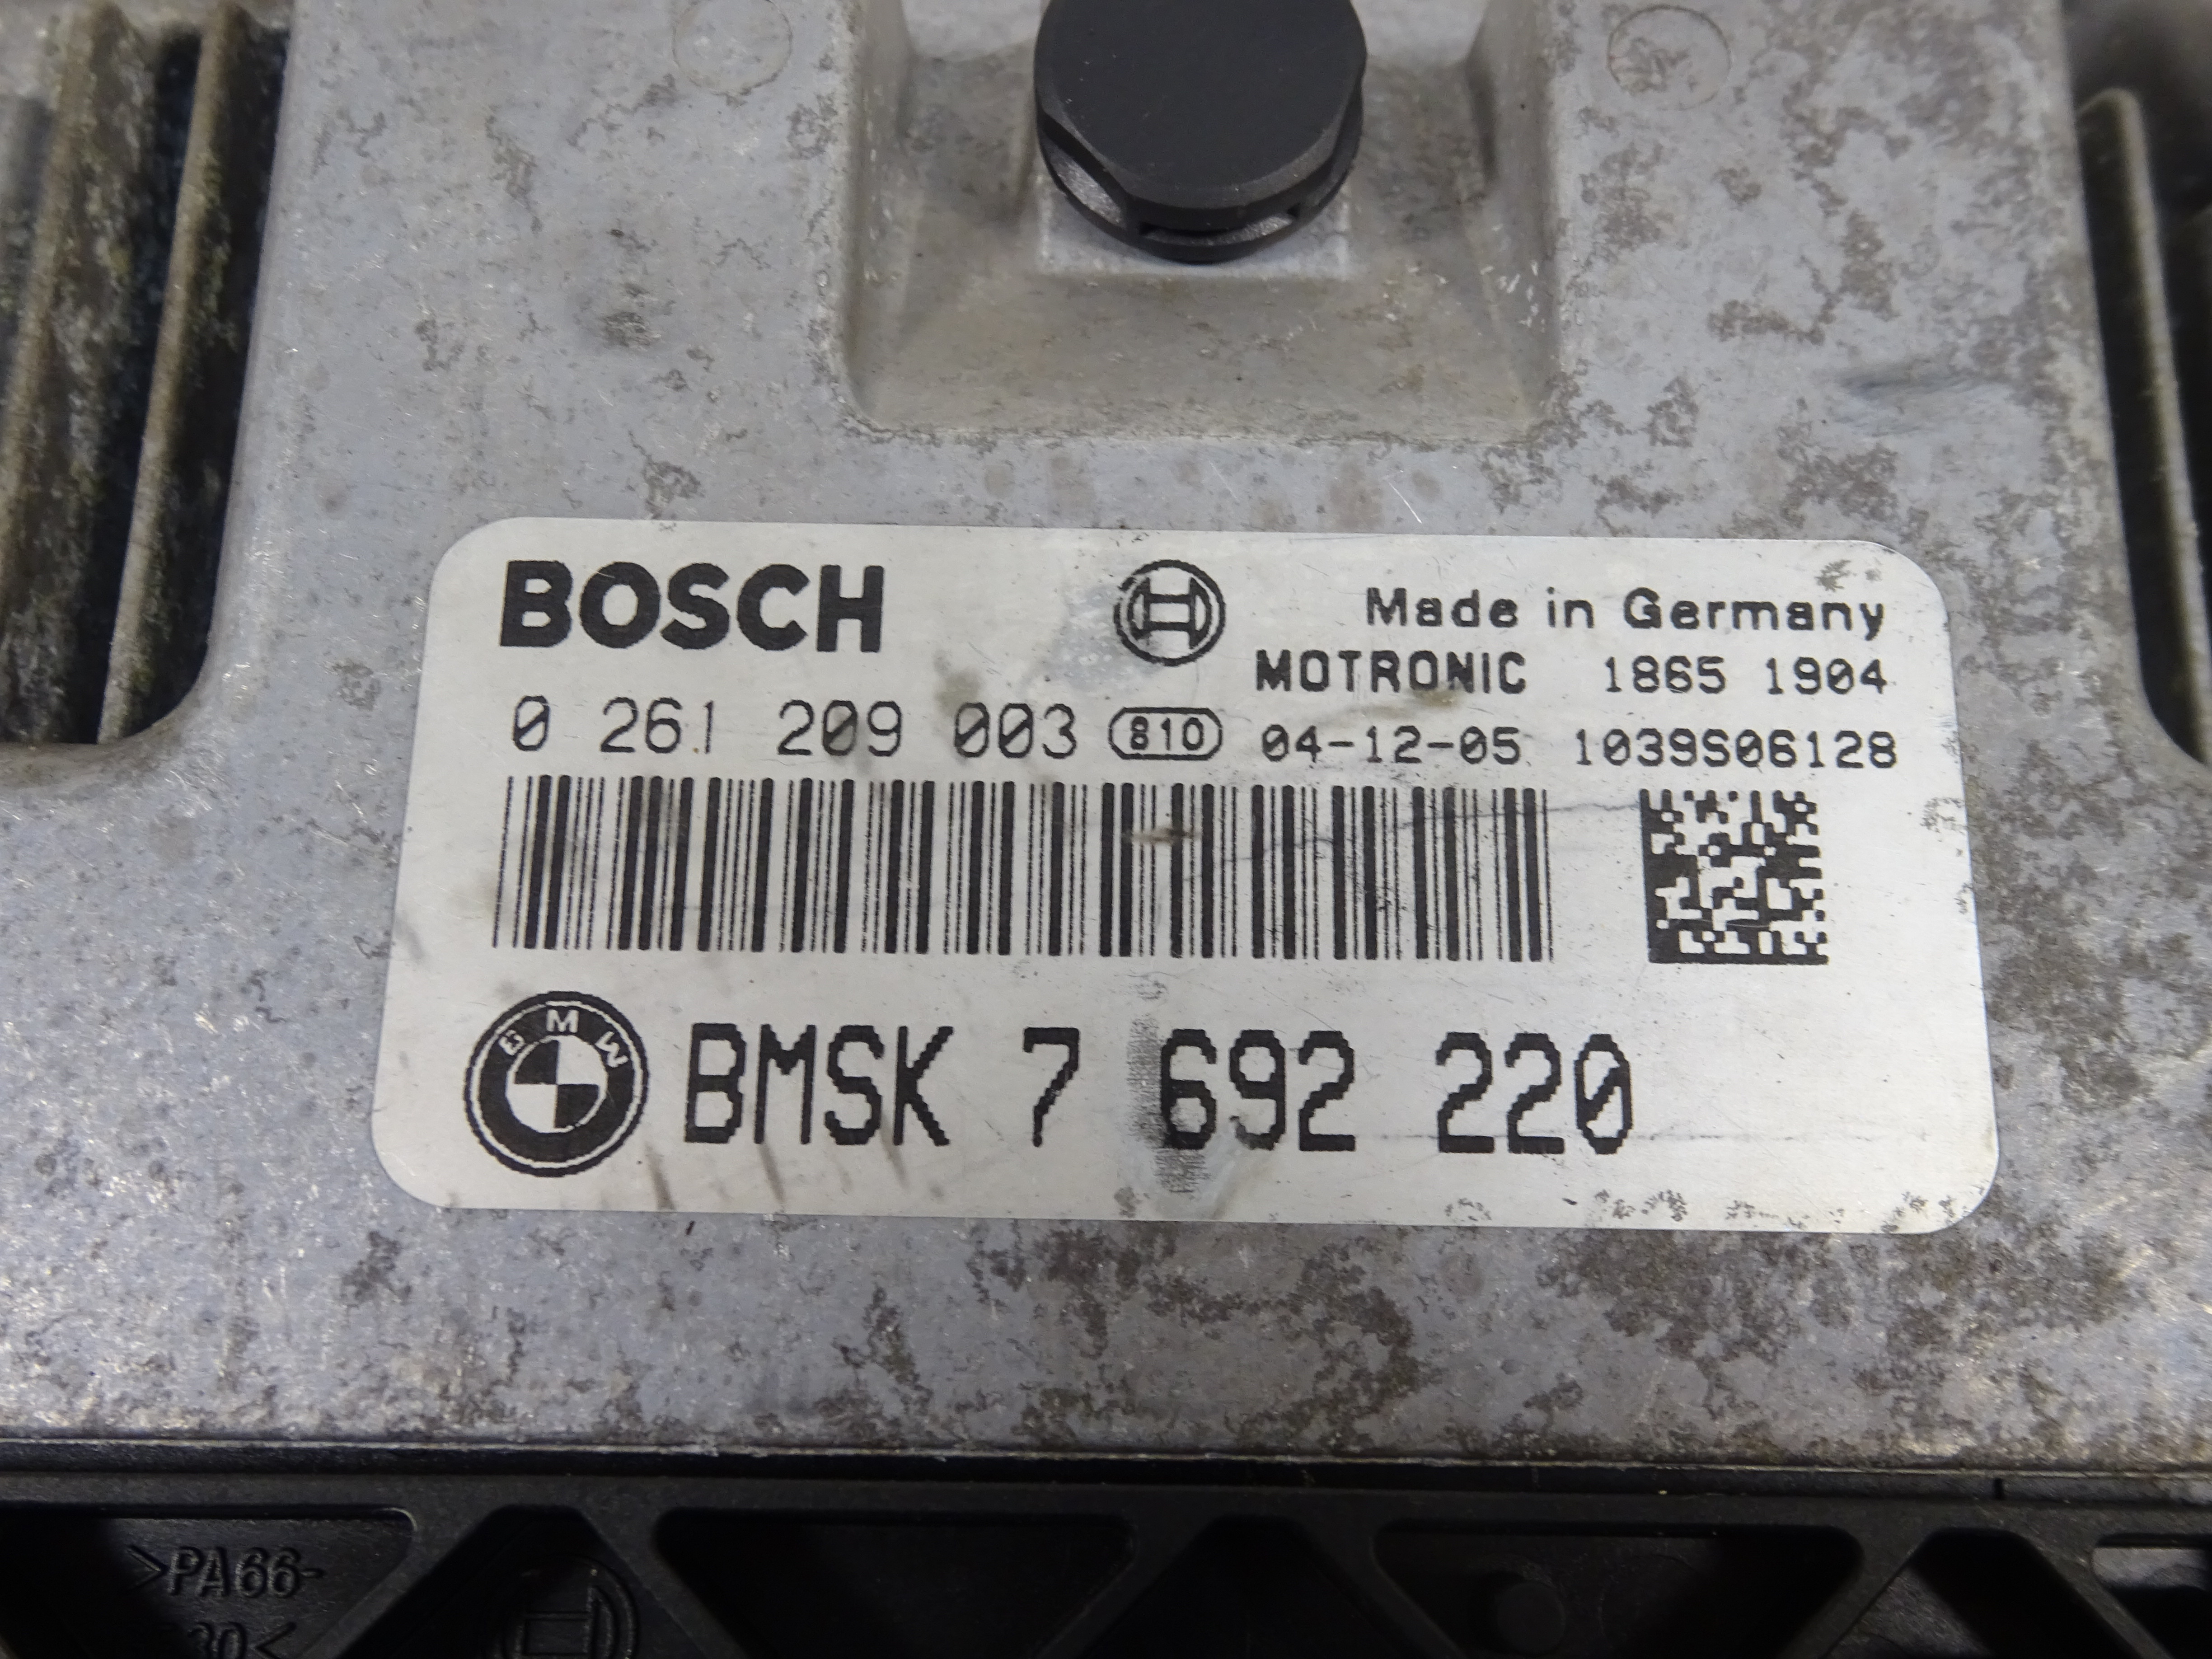 BOSCH
Made in Germany
MOTRONIC 1865 1904
0 261 209 003 810 04-12-05 1039S06128
BMW
BMSK 7 692 220
>PA66-
30<